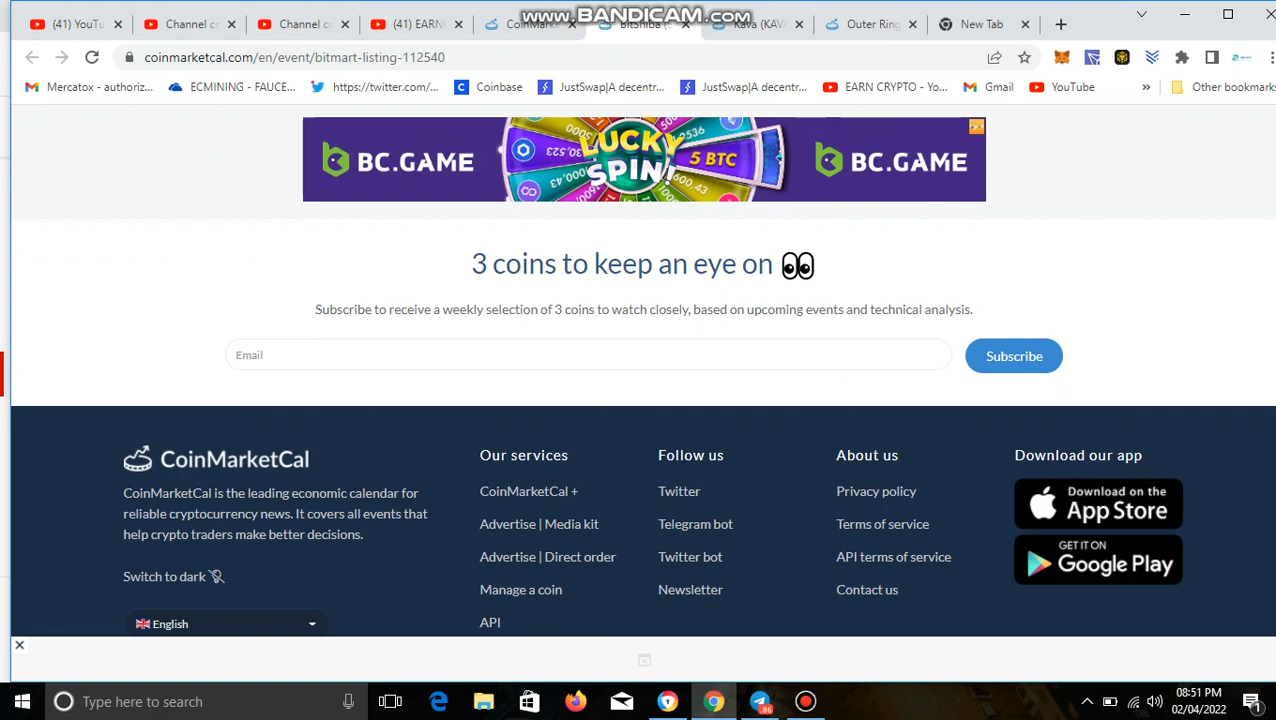 www.BANDICAM.com
(41) YouTu
Channel co
Channel co
(41) EARN
CoinMark
BitShiba (S
Kava (KAVA
Outer Ring
New Tab
coinmarketcal.com/en/event/bitmart-listing-112540
Mercatox - authoriz...
ECMINING - FAUCE...
https://twitter.com/...
Coinbase
JustSwap|A decentr...
JustSwap|A decentr...
EARN CRYPTO - Yo...
Gmail
YouTube
»
Other bookmarks
BC.GAME
LUCKY
SPIN!
5 BTC
BC.GAME
3 coins to keep an eye on 👀
Subscribe to receive a weekly selection of 3 coins to watch closely, based on upcoming events and technical analysis.
Email
Subscribe
CoinMarketCal
CoinMarketCal is the leading economic calendar for
reliable cryptocurrency news. It covers all events that
help crypto traders make better decisions.
Switch to dark
English
Our services
CoinMarketCal +
Advertise | Media kit
Advertise | Direct order
Manage a coin
API
Follow us
Twitter
Telegram bot
Twitter bot
Newsletter
About us
Privacy policy
Terms of service
API terms of service
Contact us
Download our app
Download on the
App Store
GET IT ON
Google Play
Type here to search
08:51 PM
02/04/2022